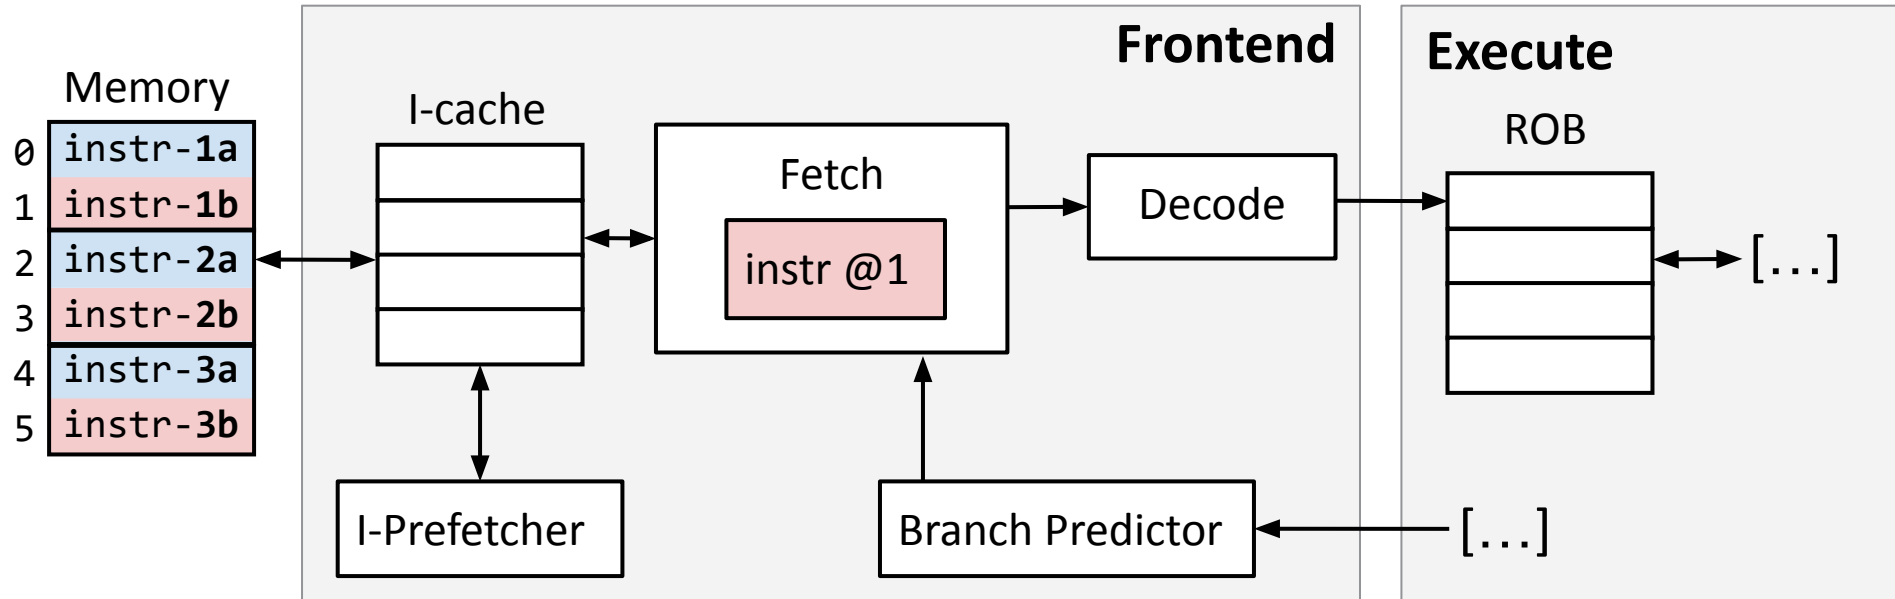 Frontend
Execute
Memory
0 instr-1a
1 instr-1b
2 instr-2a
3 instr-2b
4 instr-3a
5 instr-3b
I-cache
Fetch
instr @1
Decode
ROB
[...]
I-Prefetcher
Branch Predictor
[...]